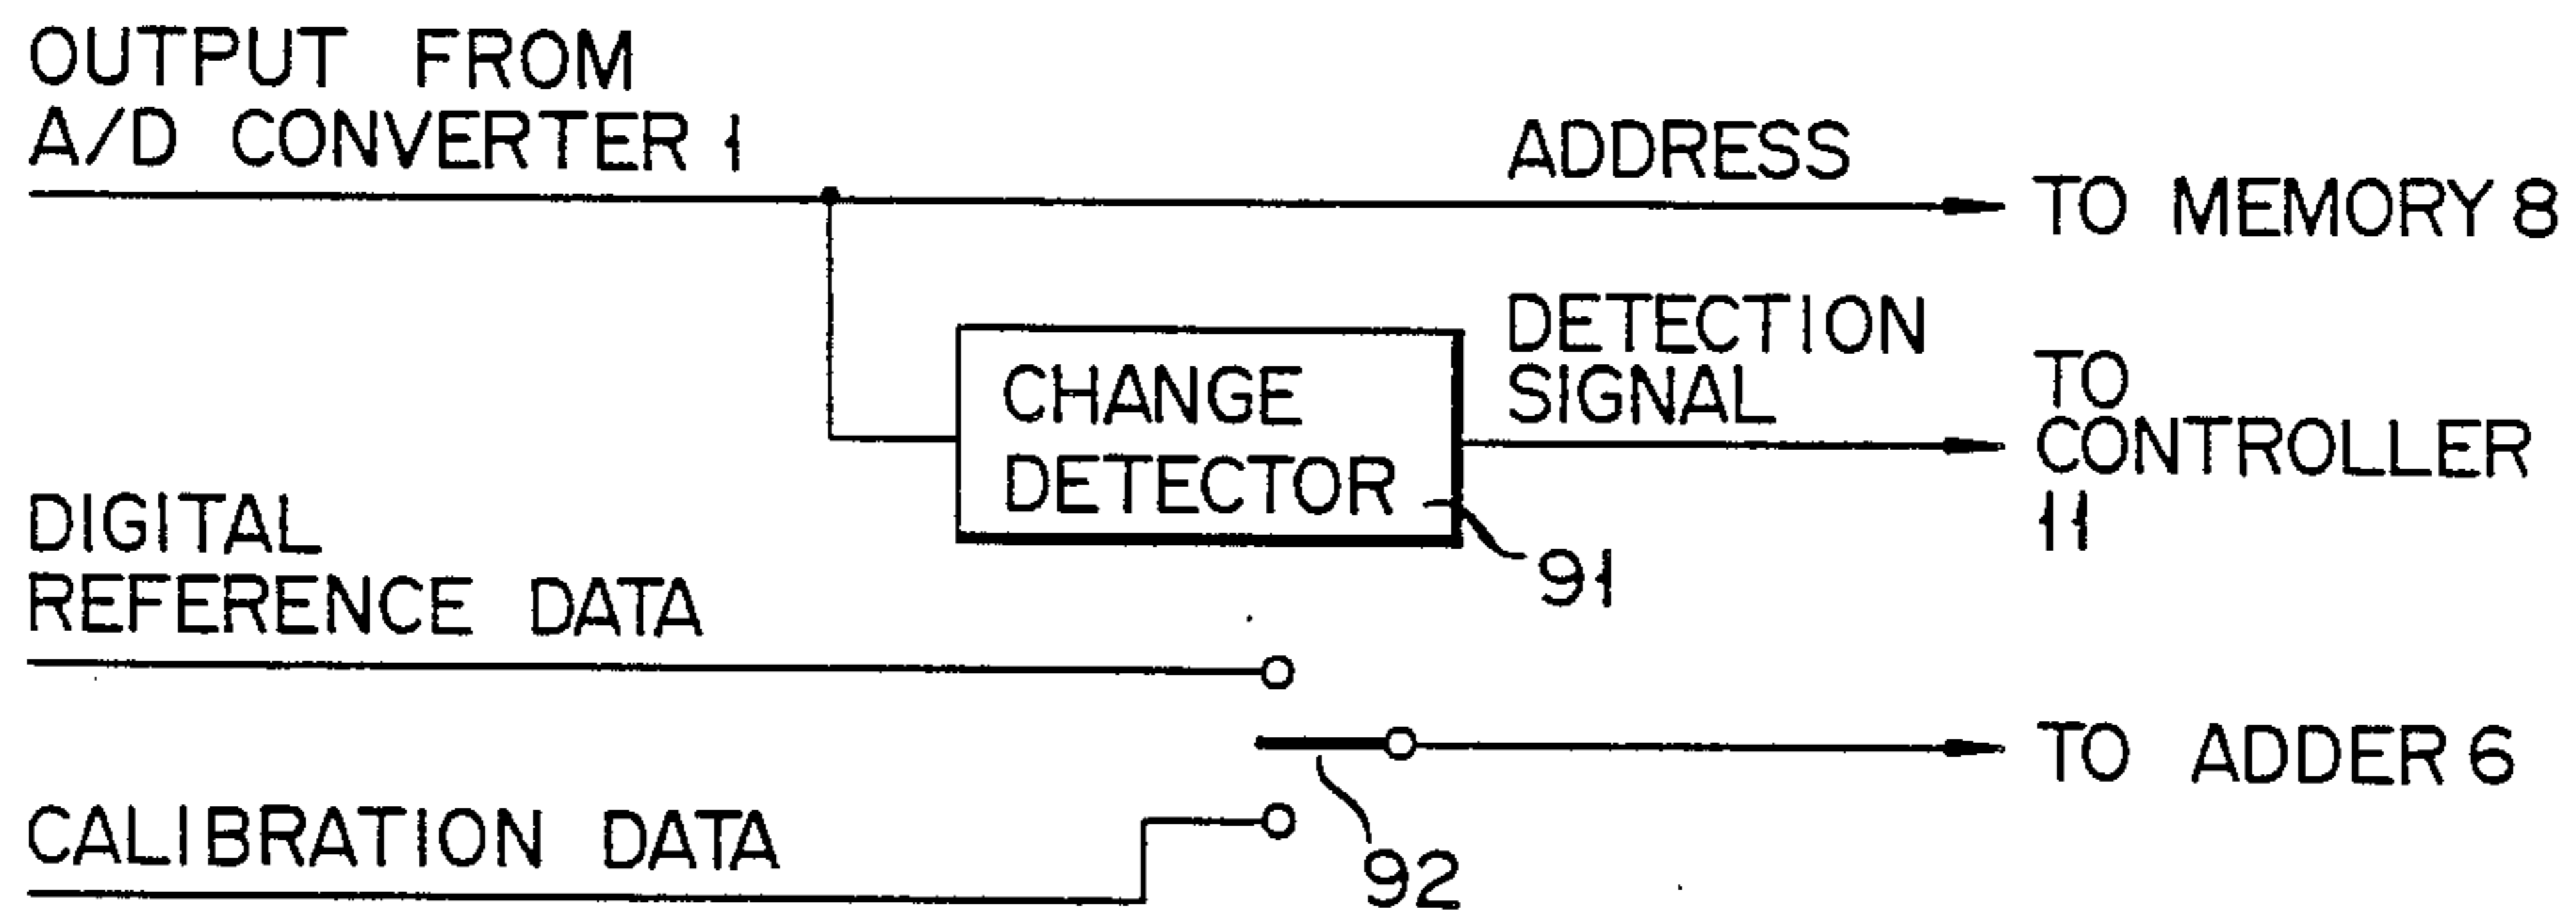 OUTPUT FROM
A/D CONVERTER 1
ADDRESS
TO MEMORY 8
CHANGE
DETECTOR
91
DETECTION
SIGNAL
TO
CONTROLLER
11
DIGITAL
REFERENCE DATA
TO ADDER 6
CALIBRATION DATA
92